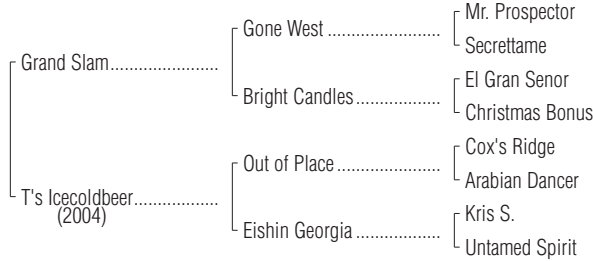 Mr. Prospector
Gone West
Secrettame
Grand Slam
El Gran Senor
Bright Candles
Christmas Bonus
Cox's Ridge
Out of Place
Arabian Dancer
T's Icecoldbeer
(2004)
Kris S.
Eishin Georgia
Untamed Spirit